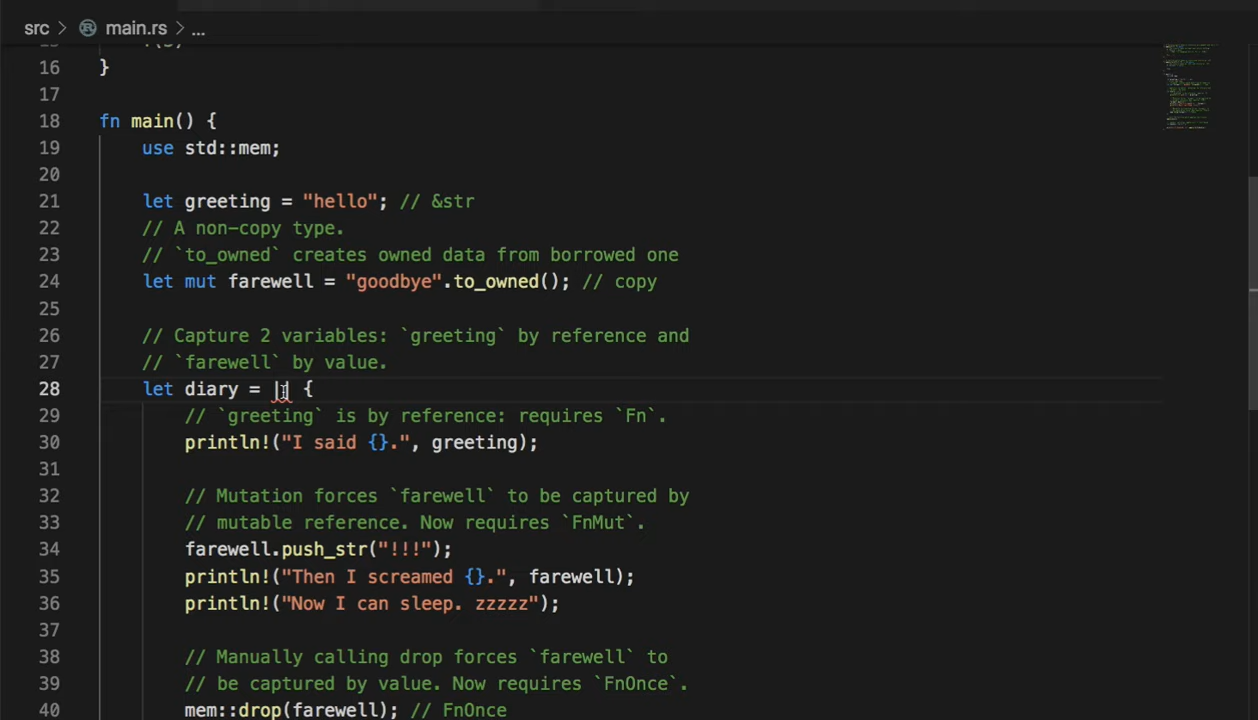 src > main.rs > ...
16 }
17
18 fn main() {
19 use std::mem;
20
21 let greeting = "hello"; // &str
22 // A non-copy type.
23 // `to_owned` creates owned data from borrowed one
24 let mut farewell = "goodbye".to_owned(); // copy
25
26 // Capture 2 variables: `greeting` by reference and
27 // `farewell` by value.
28 let diary = || {
29 // `greeting` is by reference: requires `Fn`.
30 println!("I said {}.", greeting);
31
32 // Mutation forces `farewell` to be captured by
33 // mutable reference. Now requires `FnMut`.
34 farewell.push_str("!!!");
35 println!("Then I screamed {}.", farewell);
36 println!("Now I can sleep. zzzzz");
37
38 // Manually calling drop forces `farewell` to
39 // be captured by value. Now requires `FnOnce`.
40 mem::drop(farewell); // FnOnce